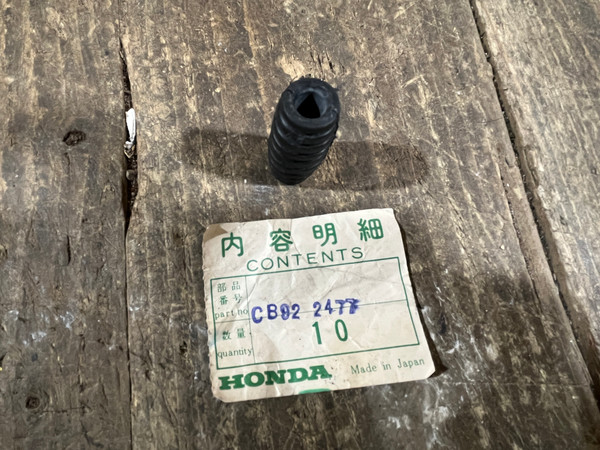 内容明細
CONTENTS
部品
番号
part no CB92 2477
数量
quantity 10
HONDA Made in Japan